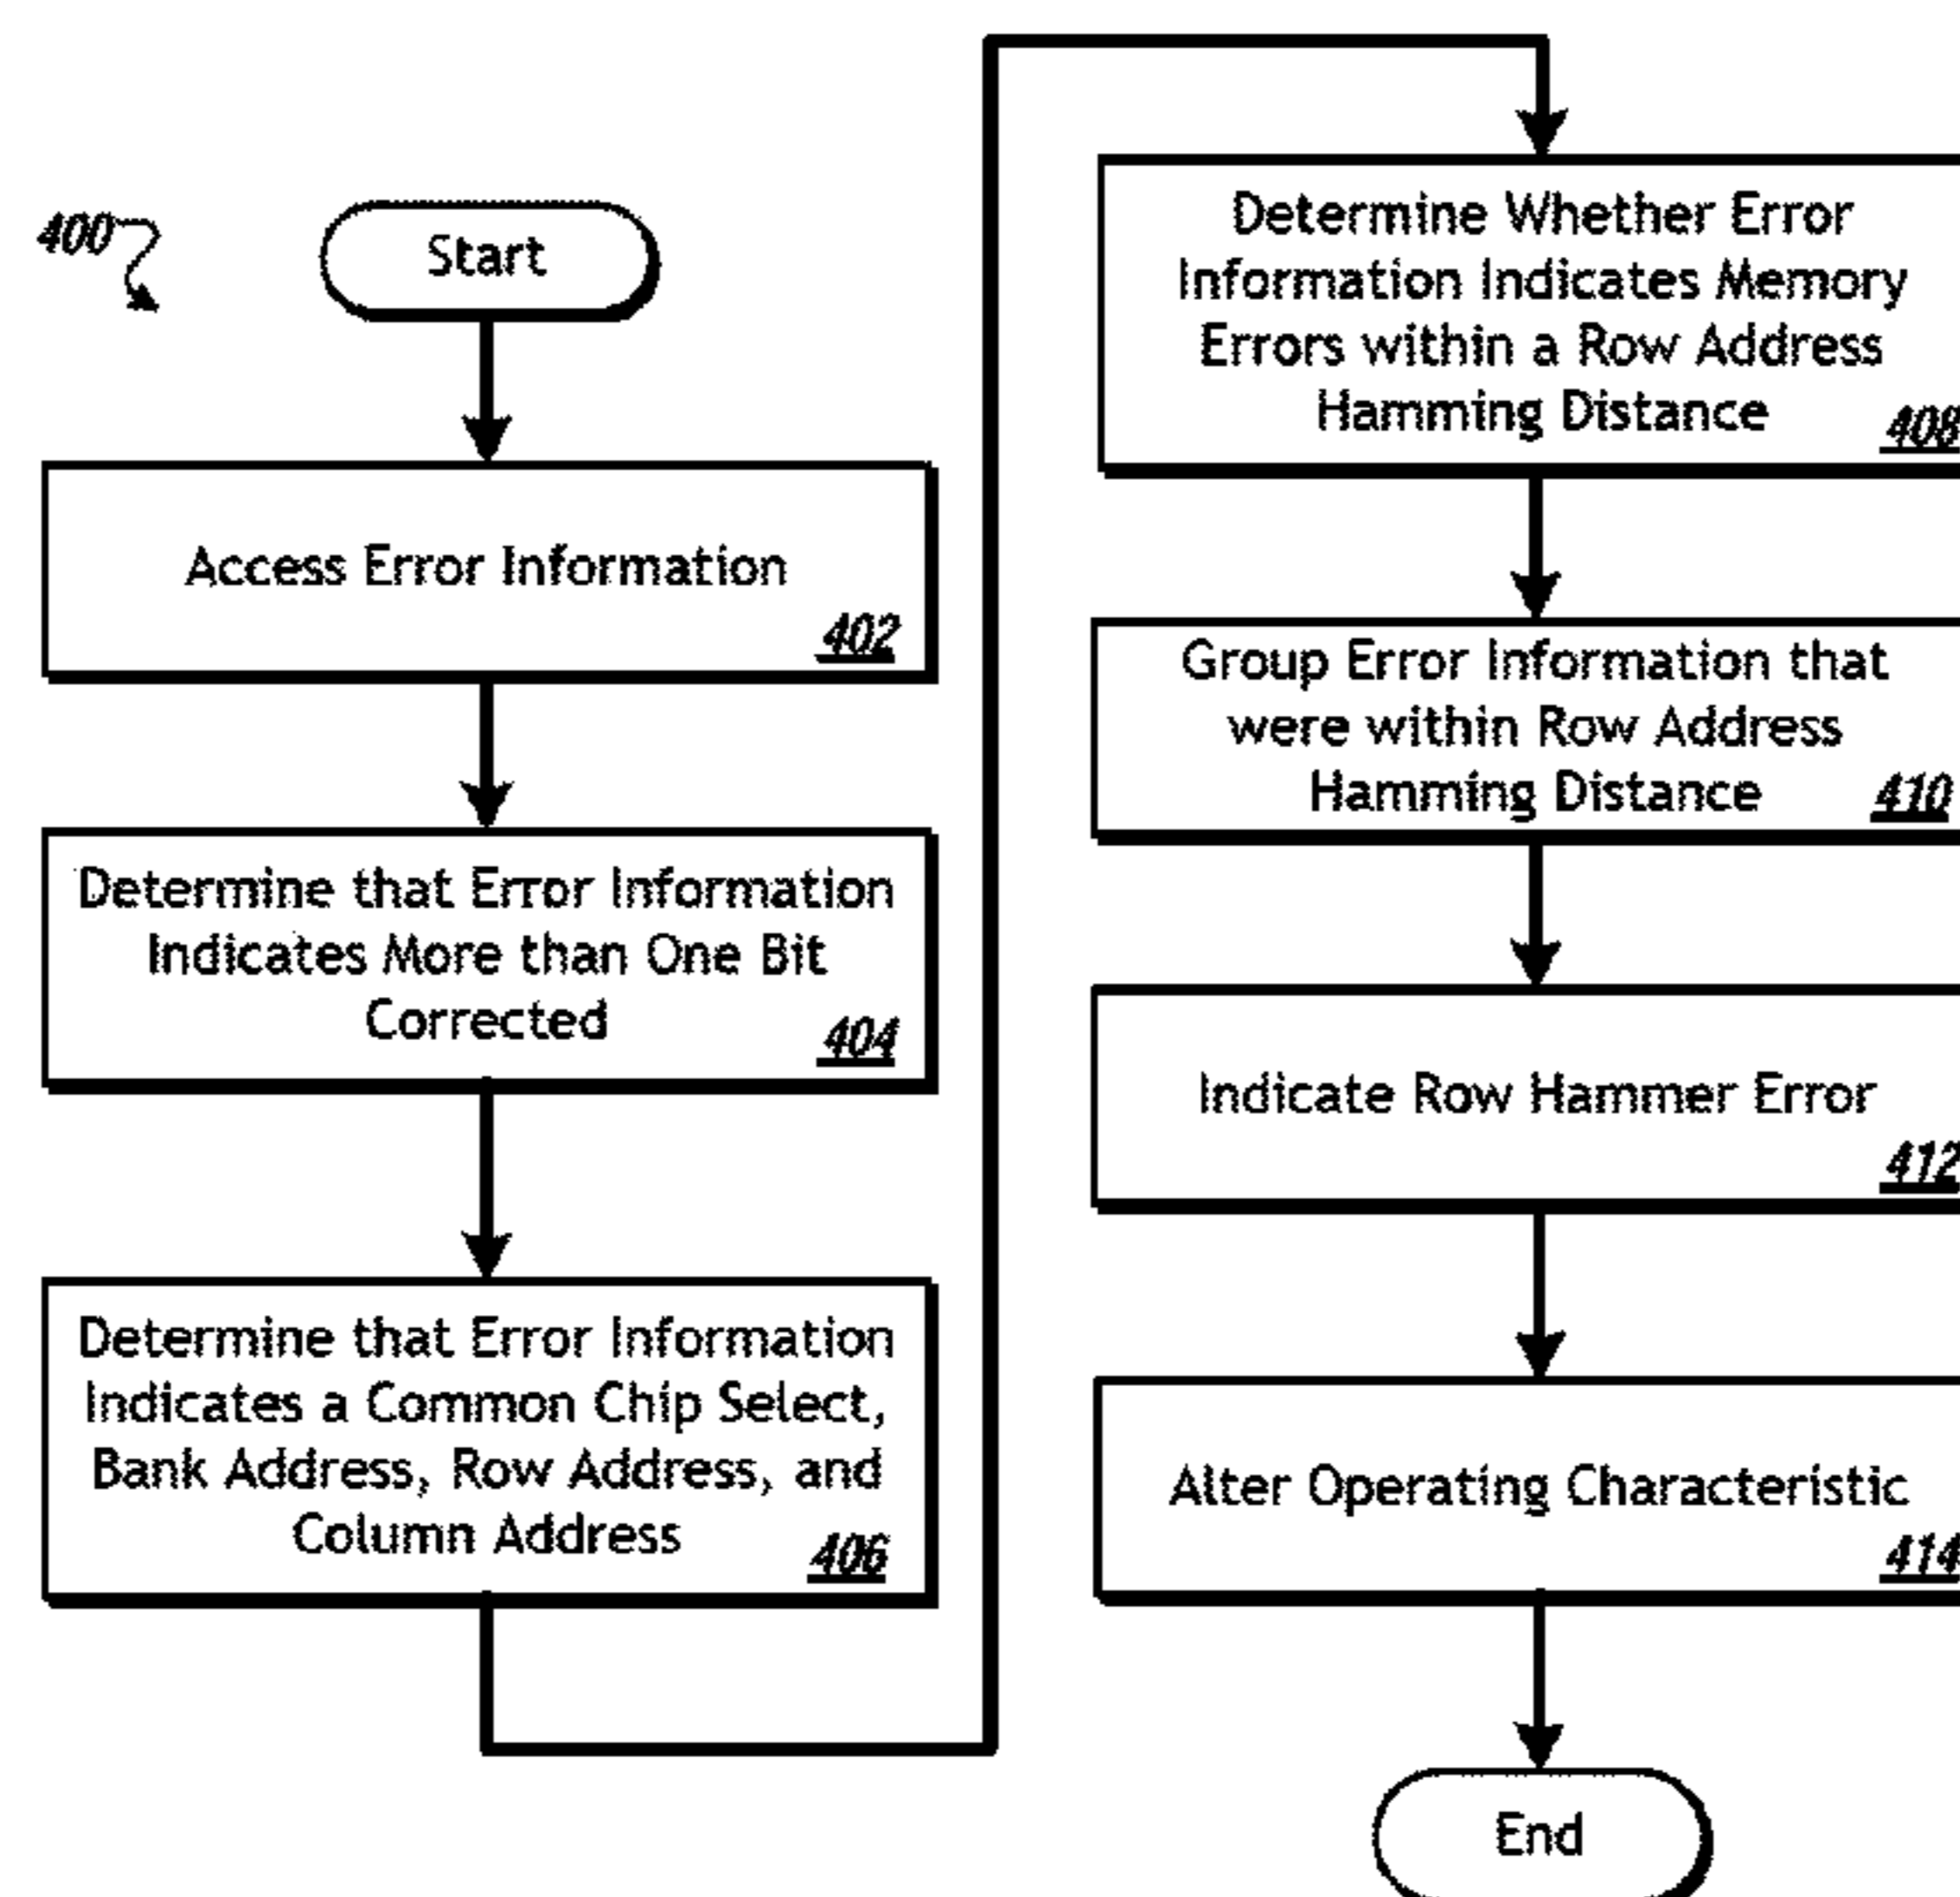 400
Start
Access Error Information
402
Determine that Error Information
Indicates More than One Bit
Corrected
404
Determine that Error Information
Indicates a Common Chip Select,
Bank Address, Row Address, and
Column Address
406
Determine Whether Error
Information Indicates Memory
Errors within a Row Address
Hamming Distance
408
Group Error Information that
were within Row Address
Hamming Distance
410
Indicate Row Hammer Error
412
Alter Operating Characteristic
414
End